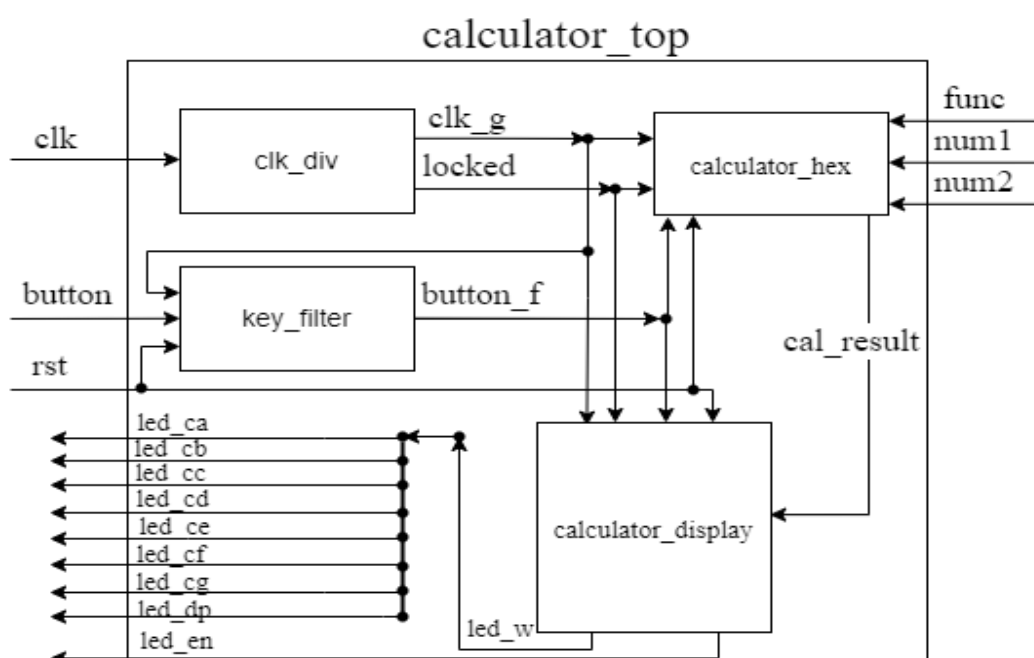 calculator_top
clk
clk_div
clk_g
locked
calculator_hex
func
num1
num2
button
key_filter
button_f
rst
cal_result
led_ca
led_cb
led_cc
led_cd
led_ce
led_cf
led_cg
led_dp
led_en
led_w
calculator_display